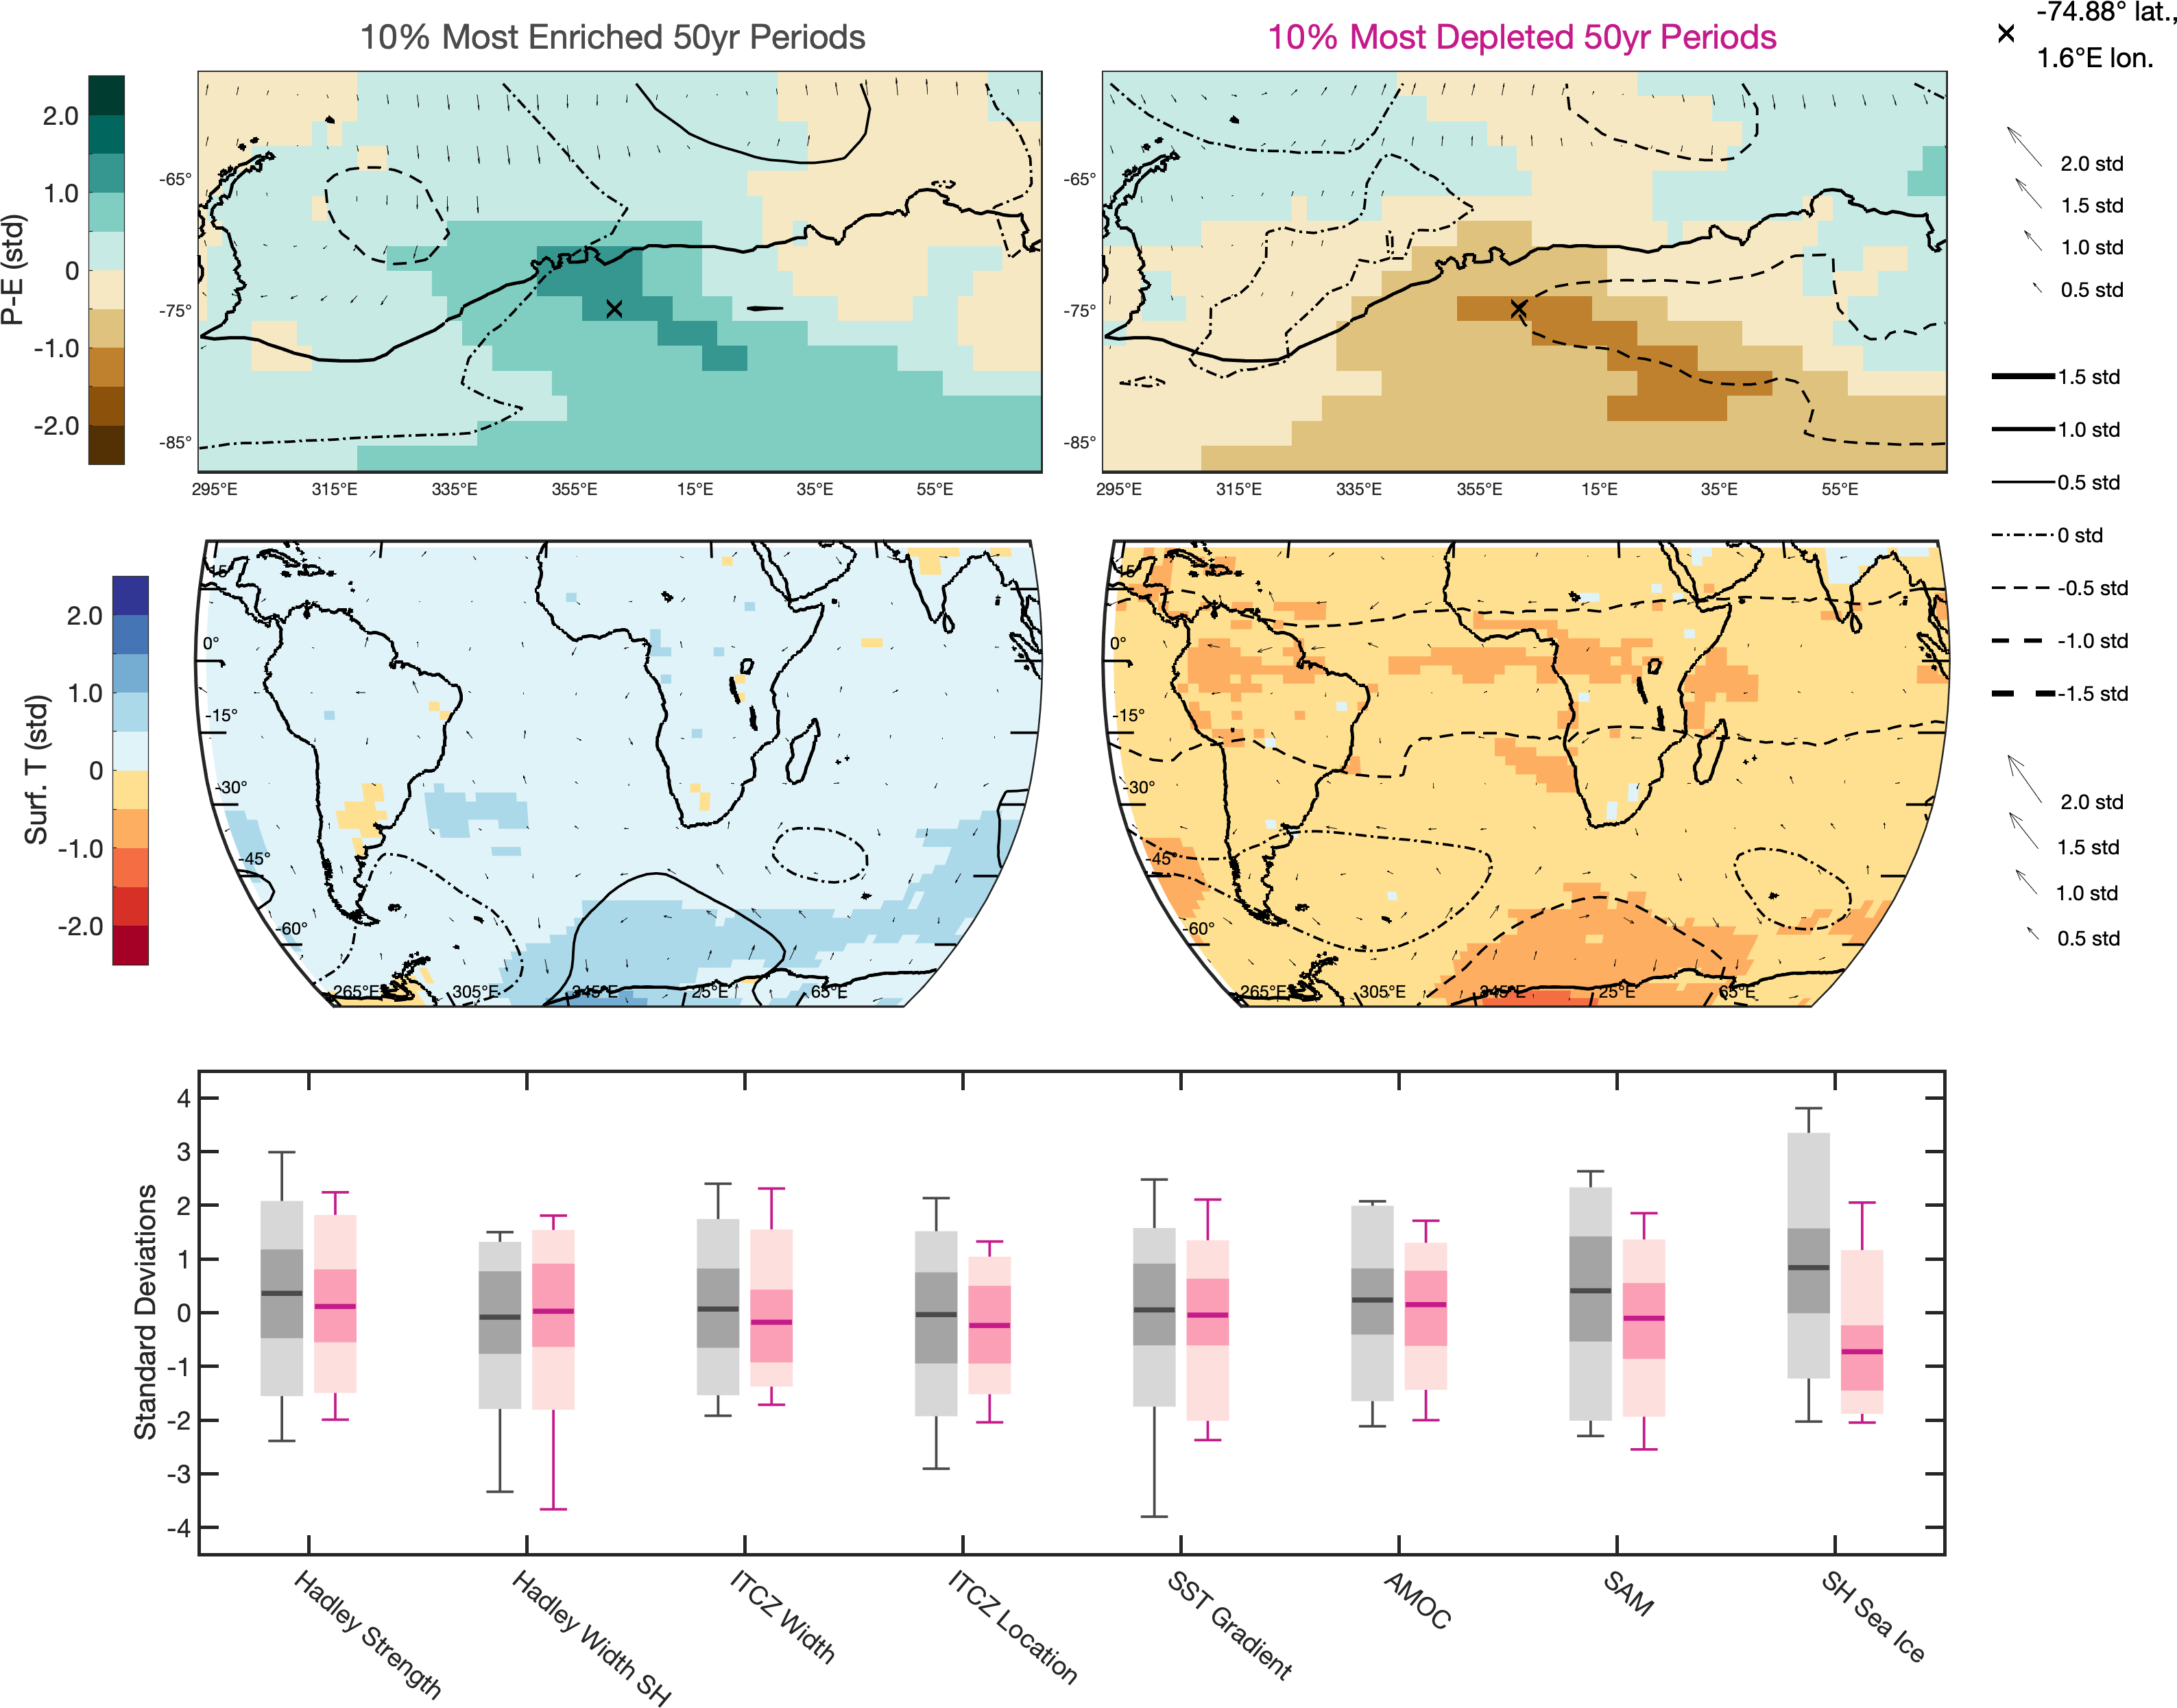 10% Most Enriched 50yr Periods
10% Most Depleted 50yr Periods
-74.88° lat.,
1.6°E lon.
P-E (std)
2.0
1.0
0
-1.0
-2.0
-65°
-75°
-85°
295°E 315°E 335°E 355°E 15°E 35°E 55°E
-65°
-75°
-85°
295°E 315°E 335°E 355°E 15°E 35°E 55°E
2.0 std
1.5 std
1.0 std
0.5 std
1.5 std
1.0 std
0.5 std
0 std
-0.5 std
-1.0 std
-1.5 std
2.0 std
1.5 std
1.0 std
0.5 std
Surf. T (std)
2.0
1.0
0
-1.0
-2.0
15°
0°
-15°
-30°
-45°
-60°
265°E 305°E 345°E 25°E 65°E
15°
0°
-15°
-30°
-45°
-60°
265°E 305°E 345°E 25°E 65°E
Standard Deviations
4
3
2
1
0
-1
-2
-3
-4
Hadley Strength
Hadley Width SH
ITCZ Width
ITCZ Location
SST Gradient
AMOC
SAM
SH Sea Ice